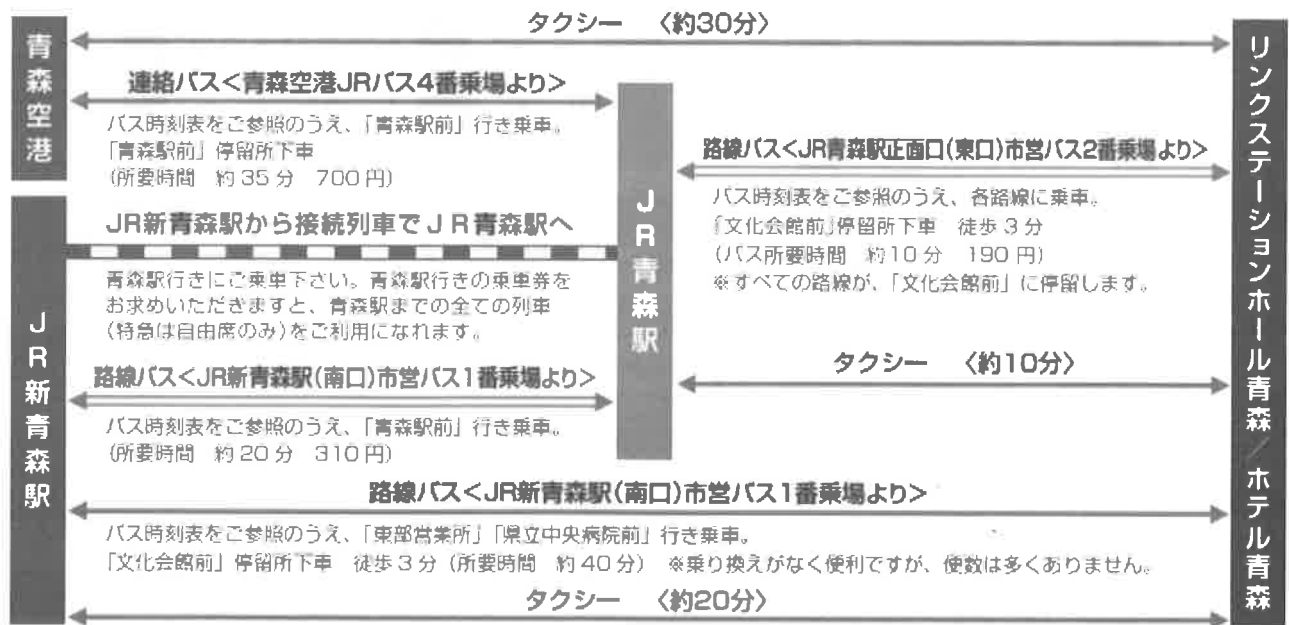 タクシー 〈約30分〉
青森空港
連絡バス<青森空港JRバス4番乗場より>
バス時刻表をご参照のうえ、「青森駅前」行き乗車。
「青森駅前」停留所下車
(所要時間 約35分 700円)
JR新青森駅から接続列車でJR青森駅へ
青森駅行きにご乗車下さい。青森駅行きの乗車券を
お求めいただきますと、青森駅までの全ての列車
(特急は自由席のみ)をご利用になれます。
JR新青森駅
路線バス<JR新青森駅(南口)市営バス1番乗場より>
バス時刻表をご参照のうえ、「青森駅前」行き乗車。
(所要時間 約20分 310円)
JR青森駅
路線バス<JR青森駅正面口(東口)市営バス2番乗場より>
バス時刻表をご参照のうえ、各路線に乗車。
「文化会館前」停留所下車 徒歩3分
(バス所要時間 約10分 190円)
※すべての路線が、「文化会館前」に停留します。
タクシー 〈約10分〉
リンクステーションホール青森/ホテル青森
路線バス<JR新青森駅(南口)市営バス1番乗場より>
バス時刻表をご参照のうえ、「東部営業所」「県立中央病院前」行き乗車。
「文化会館前」停留所下車 徒歩3分(所要時間 約40分) ※乗り換えがなく便利ですが、便数は多くありません。
タクシー 〈約20分〉